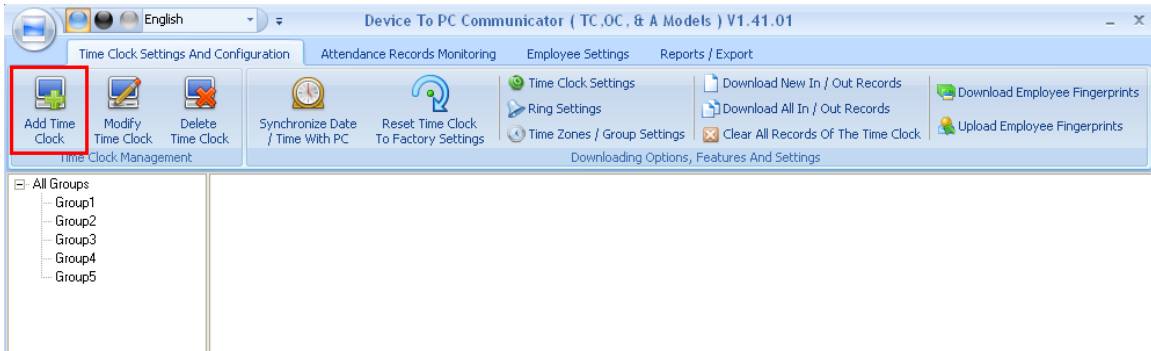 English
Device To PC Communicator ( TC ,OC , & A Models ) V1.41.01
Time Clock Settings And Configuration
Attendance Records Monitoring
Employee Settings
Reports / Export
Add Time
Clock
Modify
Time Clock
Delete
Time Clock
Time Clock Management
Synchronize Date
/ Time With PC
Reset Time Clock
To Factory Settings
Time Clock Settings
Ring Settings
Time Zones / Group Settings
Download New In / Out Records
Download All In / Out Records
Clear All Records Of The Time Clock
Download Employee Fingerprints
Upload Employee Fingerprints
Downloading Options, Features And Settings
All Groups
Group1
Group2
Group3
Group4
Group5